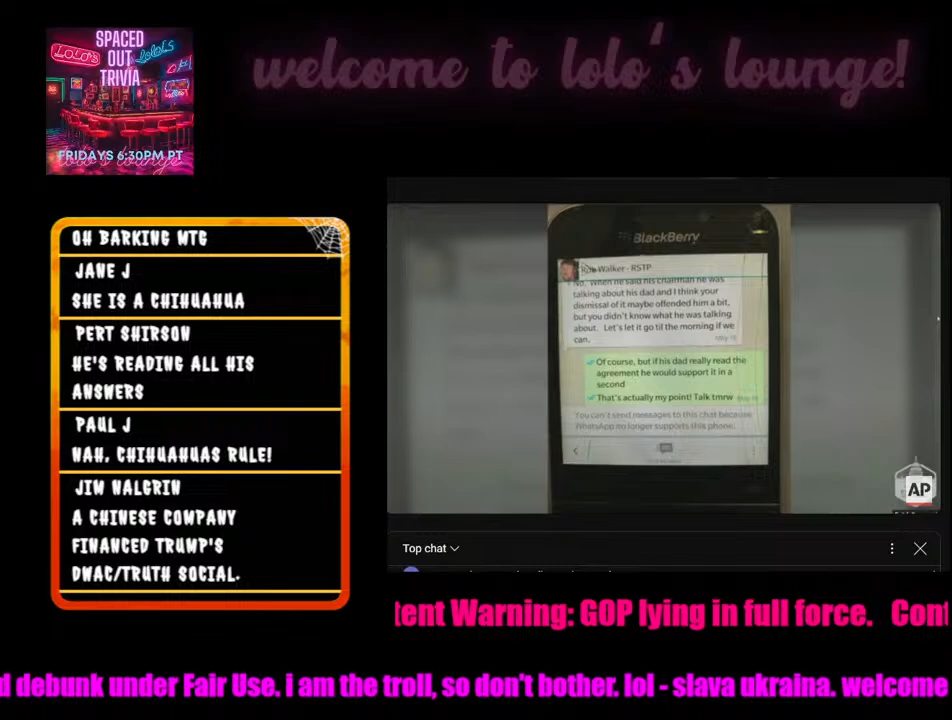 SPACED
OUT
TRIVIA
LOLO'S
FRIDAYS 6:30PM PT
lolo's lounge
welcome to lolo's lounge!
OH BARKING MTG
JANE J
SHE IS A CHIHUAHUA
PERT SHIRSON
HE'S READING ALL HIS
ANSWERS
PAUL J
NAH, CHIHUAHUAS RULE!
JIM NALGRIN
A CHINESE COMPANY
FINANCED TRUMP'S
DWAC/TRUTH SOCIAL.
BlackBerry
Walker - RSTP
No. When he said his chairman he was
talking about his dad and I think your
dismissal of it maybe offended him a bit,
but you didn't know what he was talking
about. Let's let it go til the morning if we
can.
Of course, but if his dad really read the
agreement he would support it in a
second
That's actually my point! Talk tmrw
You can't send messages to this chat because
WhatsApp no longer supports this phone.
AP
Top chat
tent Warning: GOP lying in full force. Cont
d debunk under Fair Use. i am the troll, so don't bother. lol - slava ukraina. welcome